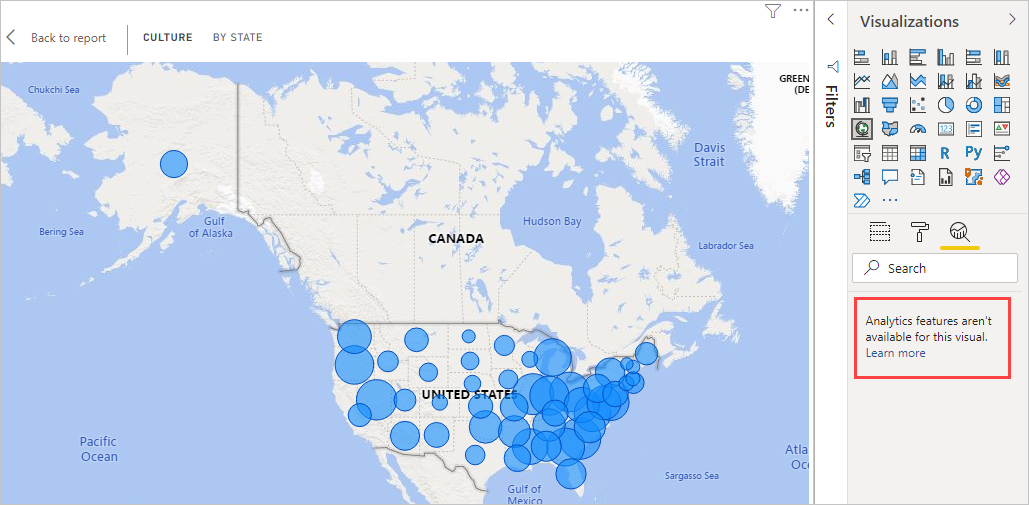 Back to report
CULTURE
BY STATE
Chukchi Sea
Bering Sea
Gulf
of Alaska
CANADA
Hudson Bay
Davis
Strait
GREEN
(DE
Labrador Sea
UNITED STATES
Pacific
Ocean
Gulf of
Mexico
Sargasso Sea
Atla
Oc
Filters
Visualizations
123
R
Py
Search
Analytics features aren't
available for this visual.
Learn more